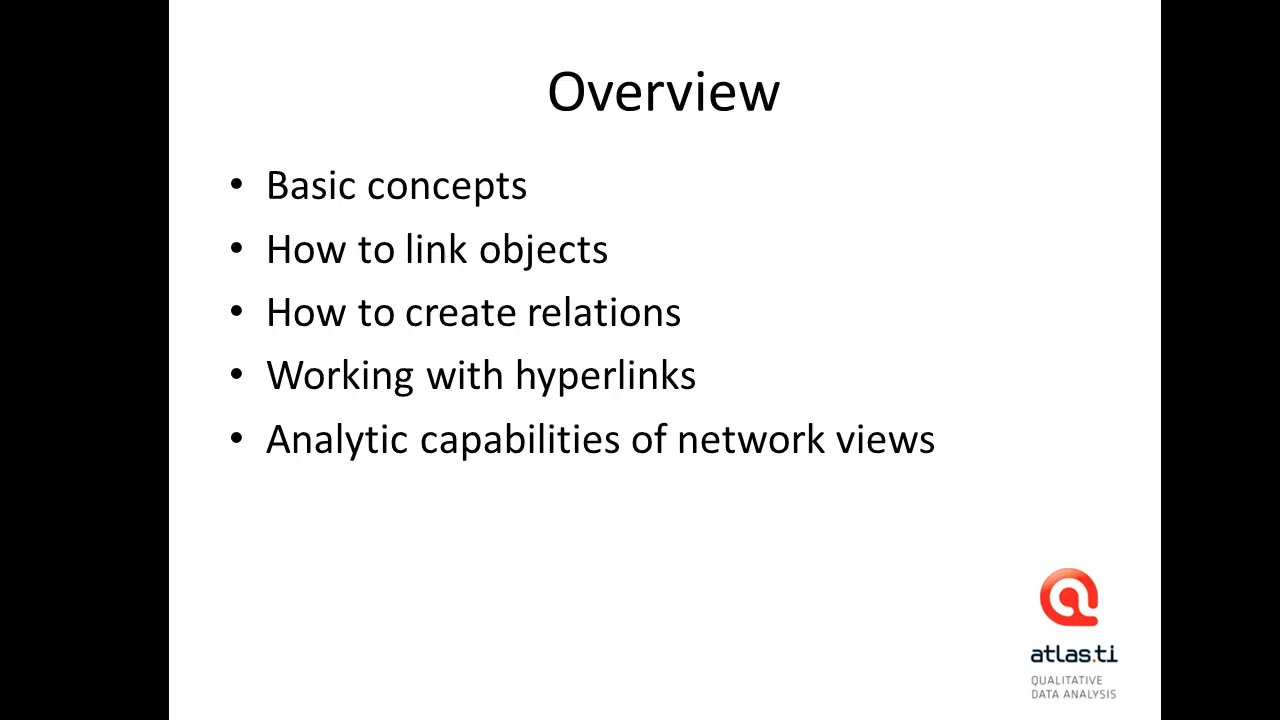 Overview
• Basic concepts
• How to link objects
• How to create relations
• Working with hyperlinks
• Analytic capabilities of network views
atlas.ti
QUALITATIVE
DATA ANALYSIS